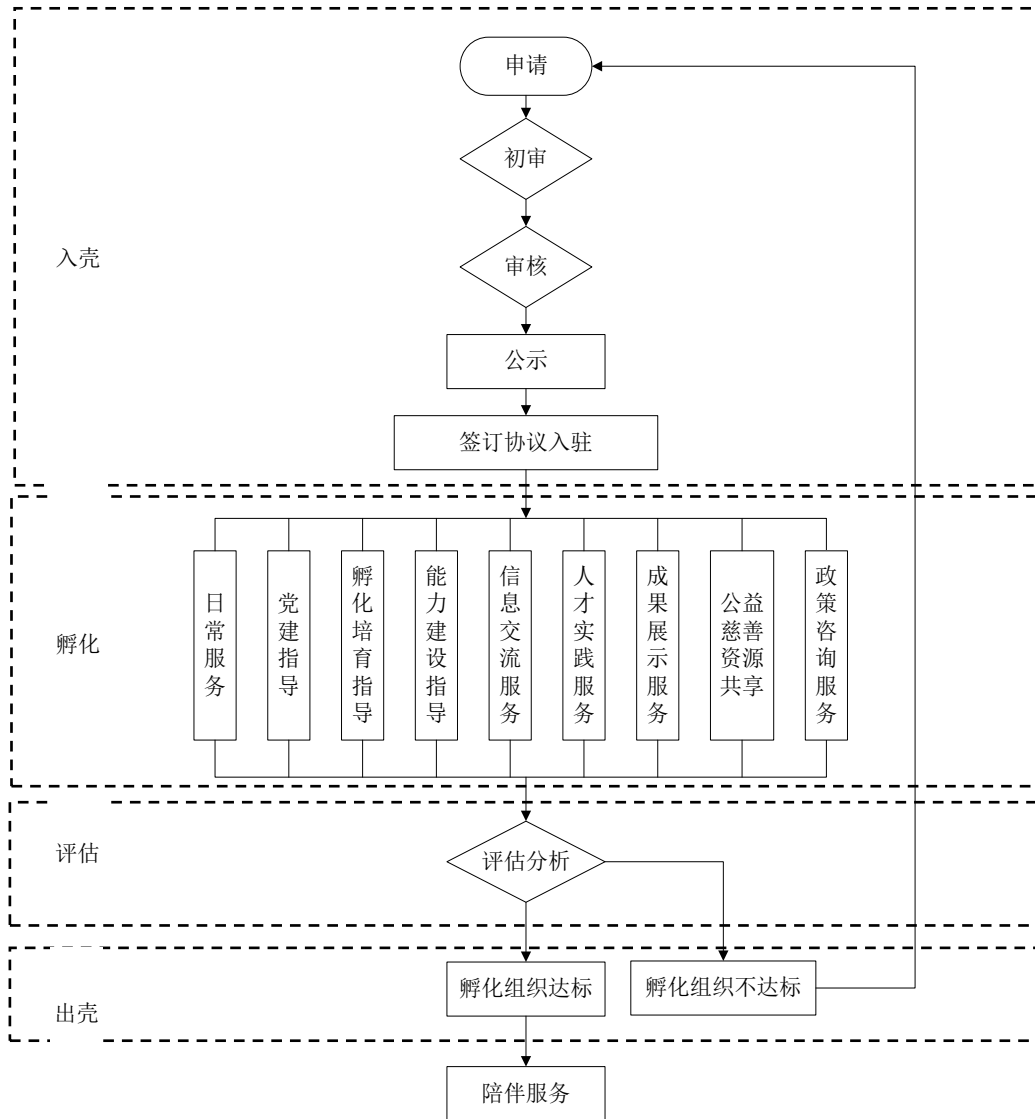 申请
初审
入壳
审核
公示
签订协议入驻
孵化
日常服务
党建指导
孵化培育指导
能力建设指导
信息交流服务
人才实践服务
成果展示服务
公益慈善资源共享
政策咨询服务
评估
评估分析
出壳
孵化组织达标
孵化组织不达标
陪伴服务